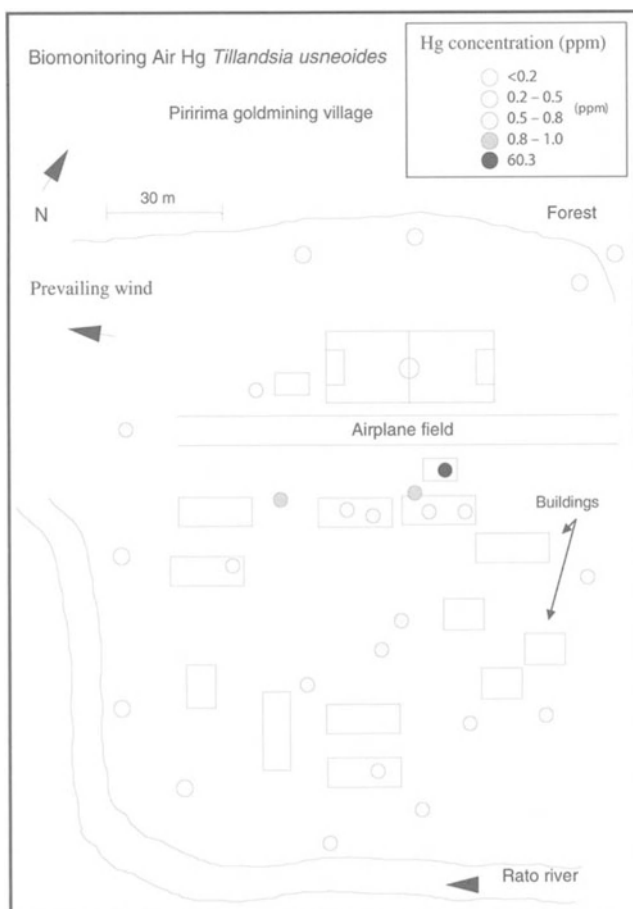 Biomonitoring Air Hg Tillandsia usneoides
Piririma goldmining village
Hg concentration (ppm)
<0.2
0.2 – 0.5
0.5 – 0.8
(ppm)
0.8 – 1.0
60.3
N
30 m
Forest
Prevailing wind
Airplane field
Buildings
Rato river